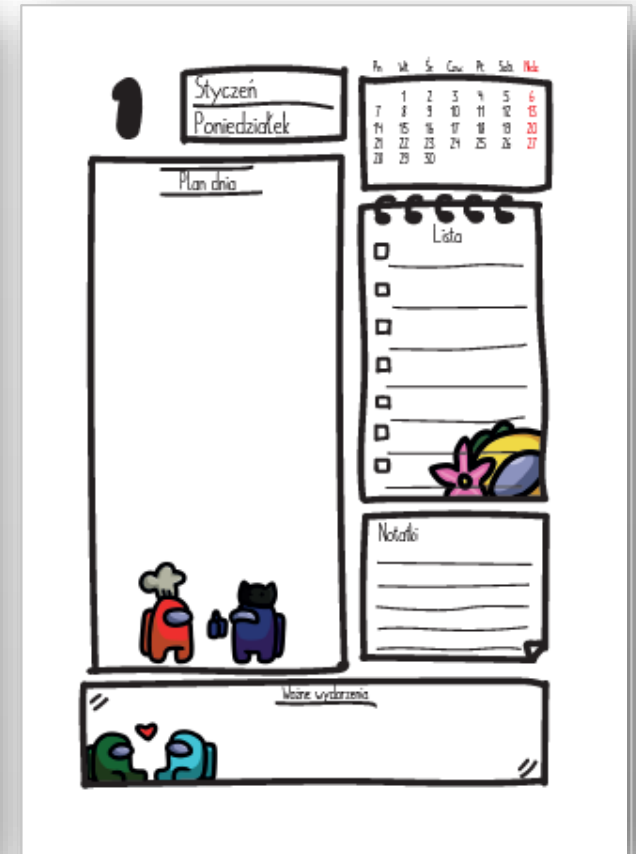 1
Styczeń
Poniedziałek
Pn Wt Śr Czw Pt Sob Ndz
1 2 3 4 5 6
7 8 9 10 11 12 13
14 15 16 17 18 19 20
21 22 23 24 25 26 27
28 29 30
Plan dnia
Lista
Notatki
Ważne wydarzenia